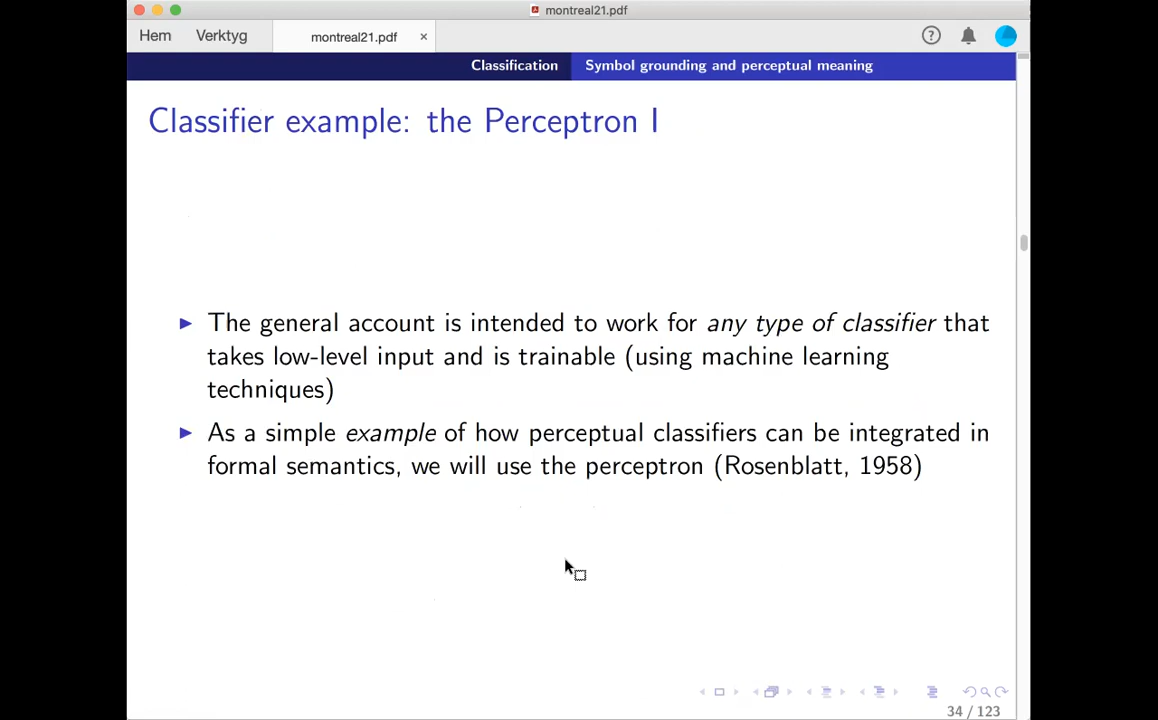 montreal21.pdf
Hem Verktyg montreal21.pdf ×
Classification Symbol grounding and perceptual meaning
Classifier example: the Perceptron I
The general account is intended to work for any type of classifier that
takes low-level input and is trainable (using machine learning
techniques)
As a simple example of how perceptual classifiers can be integrated in
formal semantics, we will use the perceptron (Rosenblatt, 1958)
34 / 123